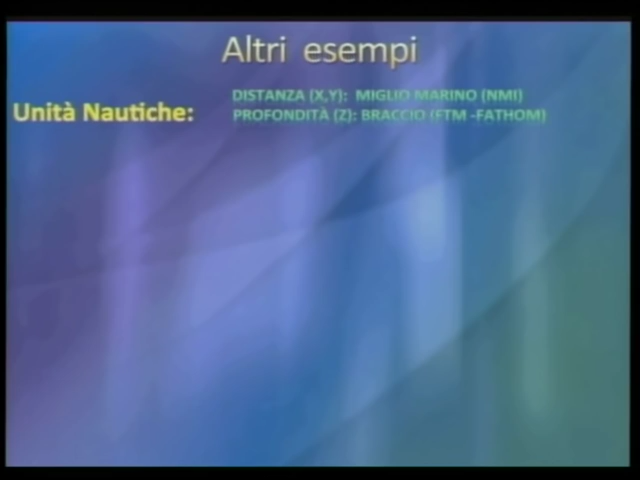 Altri esempi
Unità Nautiche:
DISTANZA (X,Y): MIGLIO MARINO (NMI)
PROFONDITÀ (Z): BRACCIO (FTM -FATHOM)